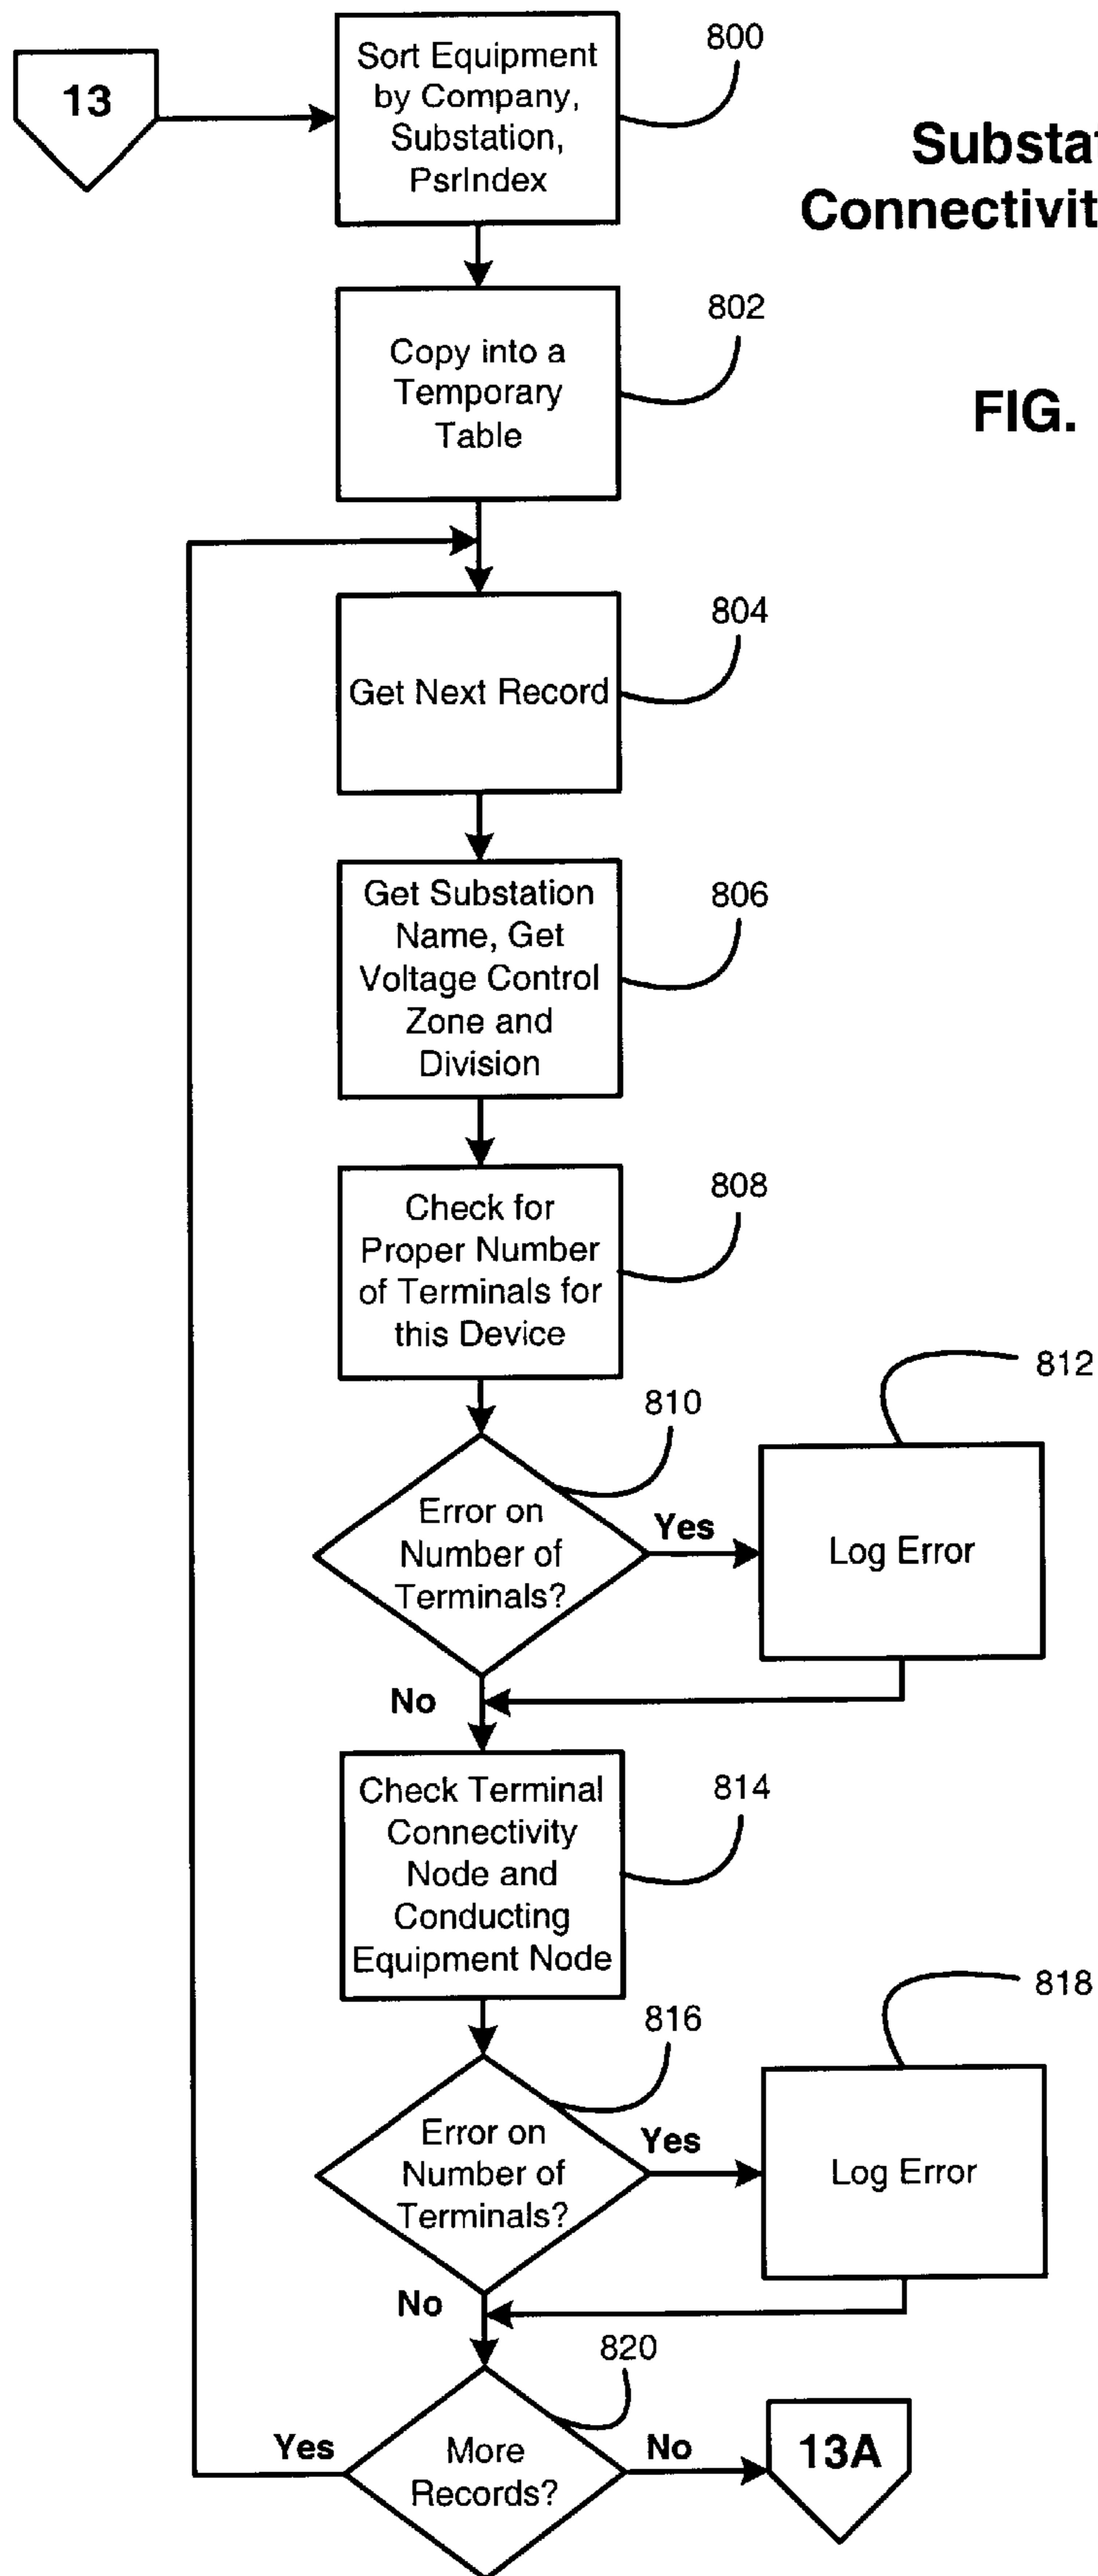 13
Sort Equipment
by Company,
Substation,
PsrIndex
800
Connectivit
Copy into a
Temporary
Table
802
FIG.
Get Next Record
804
Get Substation
Name, Get
Voltage Control
Zone and
Division
806
Check for
Proper Number
of Terminals for
this Device
808
810
812
Error on
Number of
Terminals?
Yes
Log Error
No
Check Terminal
Connectivity
Node and
Conducting
Equipment Node
814
816
818
Error on
Number of
Terminals?
Yes
Log Error
No
820
Yes
More
Records?
No
13A